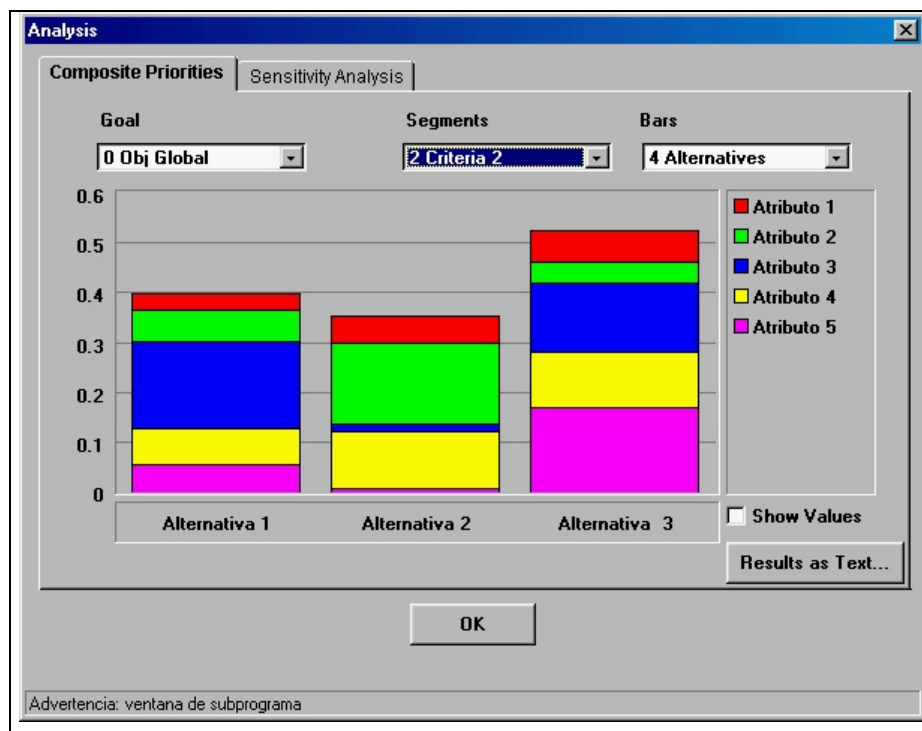 Analysis
Composite Priorities
Sensitivity Analysis
Goal
Segments
Bars
0 Obj Global
2 Criteria 2
4 Alternatives
0.6
0.5
0.4
0.3
0.2
0.1
0
Atributo 1
Atributo 2
Atributo 3
Atributo 4
Atributo 5
Alternativa 1
Alternativa 2
Alternativa 3
Show Values
Results as Text...
OK
Advertencia: ventana de subprograma